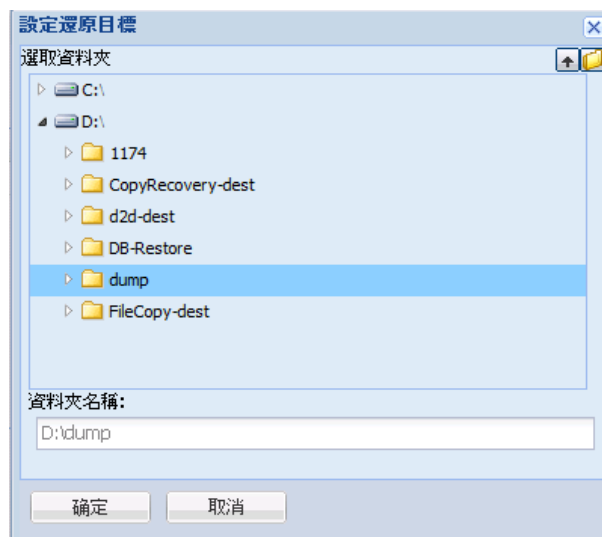 設定還原目標
選取資料夾
C:\
D:\
1174
CopyRecovery-dest
d2d-dest
DB-Restore
dump
FileCopy-dest
資料夾名稱:
D:\dump
确定
取消